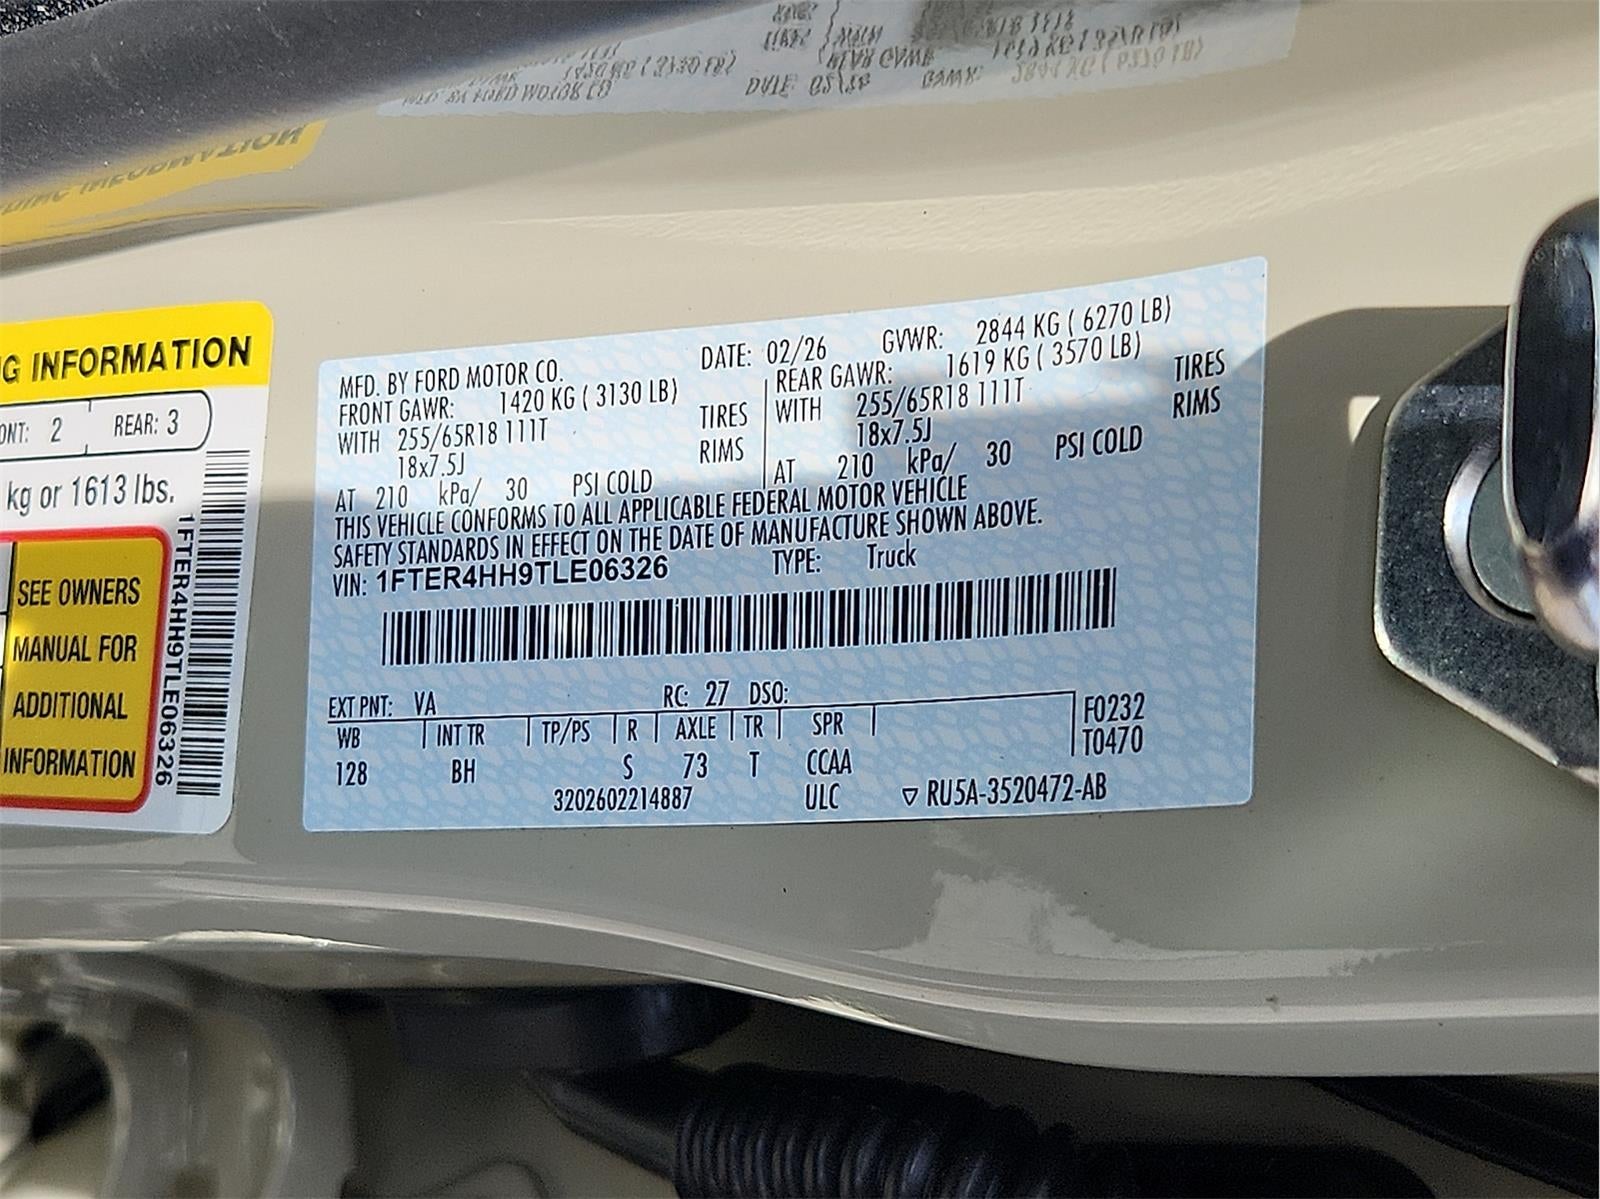 MFD. BY FORD MOTOR CO. DATE: 02/26 GVWR: 2844 KG ( 6270 LB)
FRONT GAWR: 1420 KG ( 3130 LB) REAR GAWR: 1619 KG ( 3570 LB)
WITH 255/65R18 111T TIRES WITH 255/65R18 111T TIRES
18x7.5J RIMS 18x7.5J RIMS
AT 210 kPa/ 30 PSI COLD AT 210 kPa/ 30 PSI COLD
THIS VEHICLE CONFORMS TO ALL APPLICABLE FEDERAL MOTOR VEHICLE
SAFETY STANDARDS IN EFFECT ON THE DATE OF MANUFACTURE SHOWN ABOVE.
VIN: 1FTER4HH9TLE06326 TYPE: Truck
EXT PNT: VA RC: 27 DSO:
WB INT TR TP/PS R AXLE TR SPR F0232
128 BH S 73 T CCAA T0470
3202602214887 ULC ▽ RU5A-3520472-AB
INFORMATION
2 REAR: 3
kg or 1613 lbs.
SEE OWNERS
MANUAL FOR
ADDITIONAL
INFORMATION
1FTER4HH9TLE06326